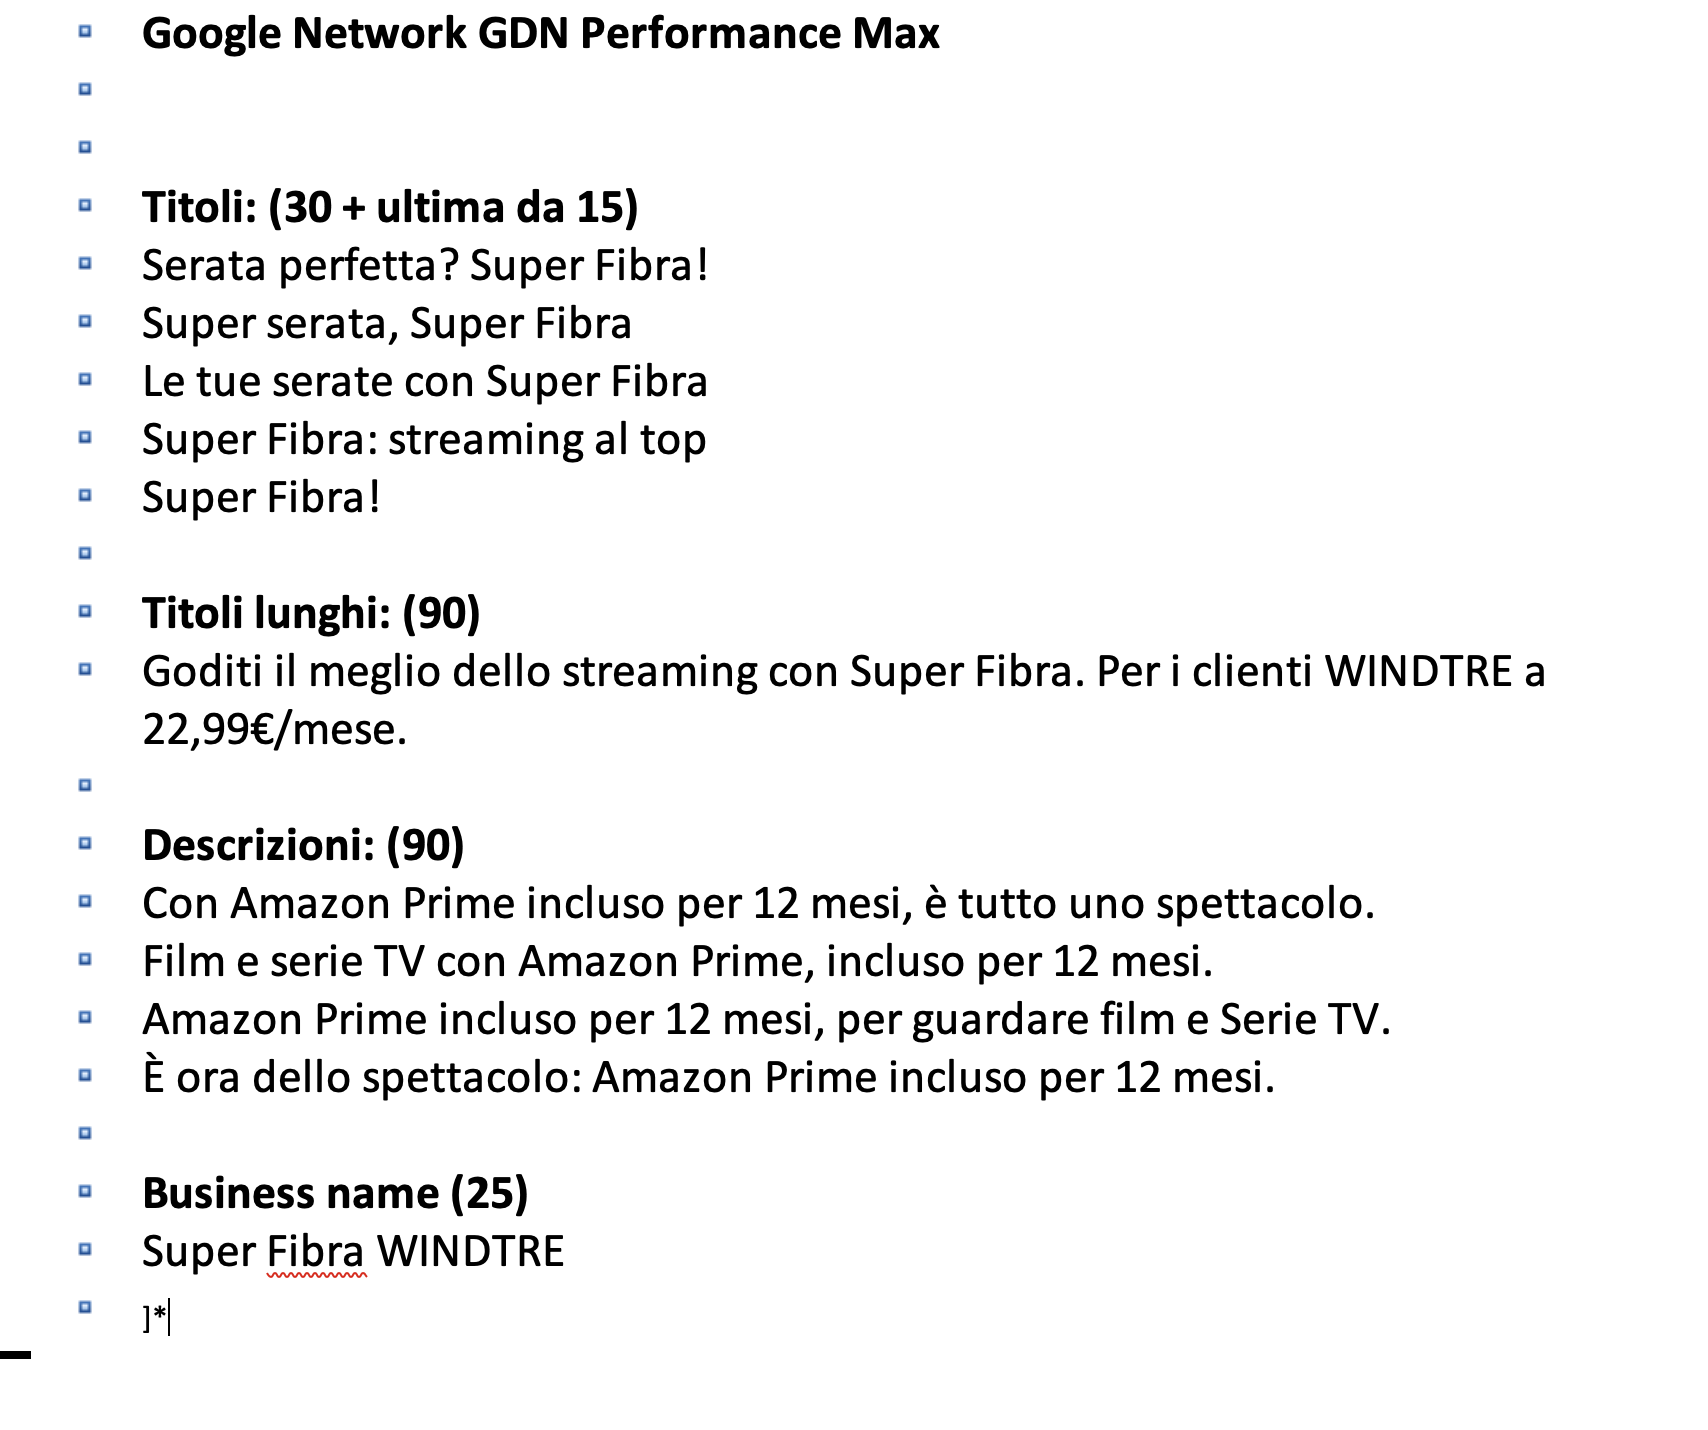 Google Network GDN Performance Max
Titoli: (30 + ultima da 15)
Serata perfetta? Super Fibra!
Super serata, Super Fibra
Le tue serate con Super Fibra
Super Fibra: streaming al top
Super Fibra!
Titoli lunghi: (90)
Goditi il meglio dello streaming con Super Fibra. Per i clienti WINDTRE a
22,99€/mese.
Descrizioni: (90)
Con Amazon Prime incluso per 12 mesi, è tutto uno spettacolo.
Film e serie TV con Amazon Prime, incluso per 12 mesi.
Amazon Prime incluso per 12 mesi, per guardare film e Serie TV.
È ora dello spettacolo: Amazon Prime incluso per 12 mesi.
Business name (25)
Super Fibra WINDTRE
]*